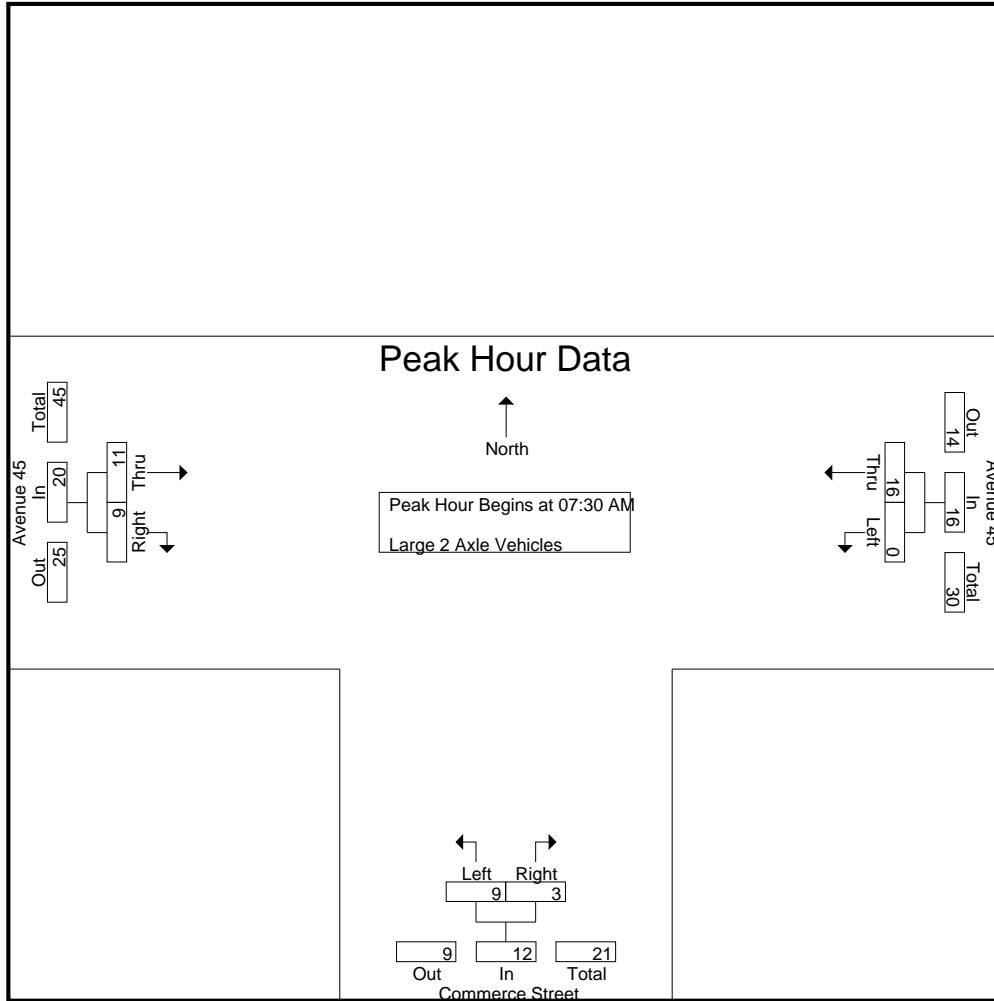 Peak Hour Data
North
Peak Hour Begins at 07:30 AM
Large 2 Axle Vehicles
Avenue 45
Out
In
Total
25
20
45
Right
Thru
9
11
Avenue 45
Out
In
Total
14
16
30
Thru
Left
16
0
Left
Right
9
3
9
12
21
Out
In
Total
Commerce Street